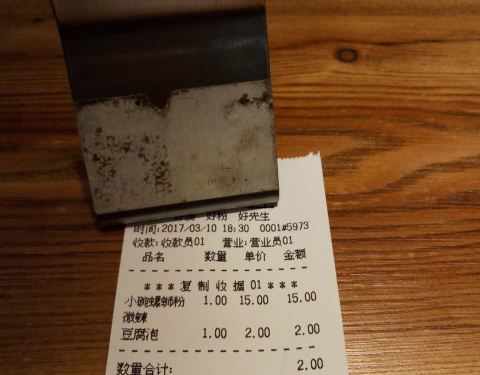 好粉 好先生
时间:2017/03/10 18:30 0001#5973
收款:收款员01 营业:营业员01
品名 数量 单价 金额
***复制收据01***
小碗螺蛳粉 1.00 15.00 15.00
微辣
豆腐泡 1.00 2.00 2.00
数量合计: 2.00